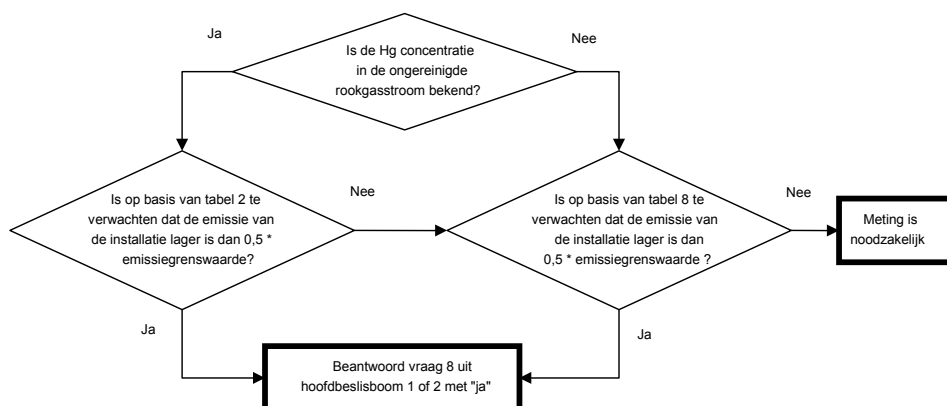 Ja
Nee
Is de Hg concentratie
in de ongereinigde
rookgasstroom bekend?
Is op basis van tabel 2 te
verwachten dat de emissie van
de installatie lager is dan 0,5 *
emissiegrenswaarde?
Nee
Is op basis van tabel 8 te
verwachten dat de emissie van
de installatie lager is dan
0,5 * emissiegrenswaarde ?
Nee
Meting is
noodzakelijk
Ja
Ja
Beantwoord vraag 8 uit
hoofdbeslisboom 1 of 2 met "ja"